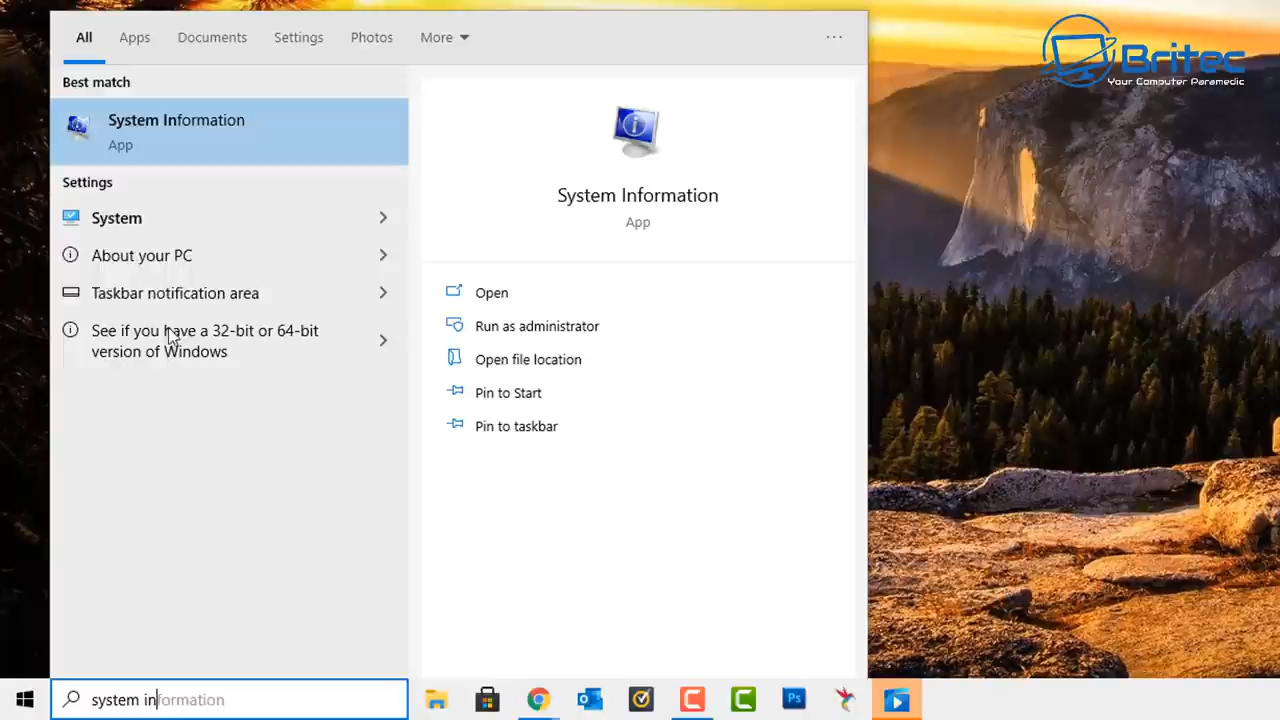 All Apps Documents Settings Photos More ...
Britec
Your Computer Paramedic
Best match
System Information
App
Settings
System
About your PC
Taskbar notification area
See if you have a 32-bit or 64-bit
version of Windows
System Information
App
Open
Run as administrator
Open file location
Pin to Start
Pin to taskbar
system information
Ps